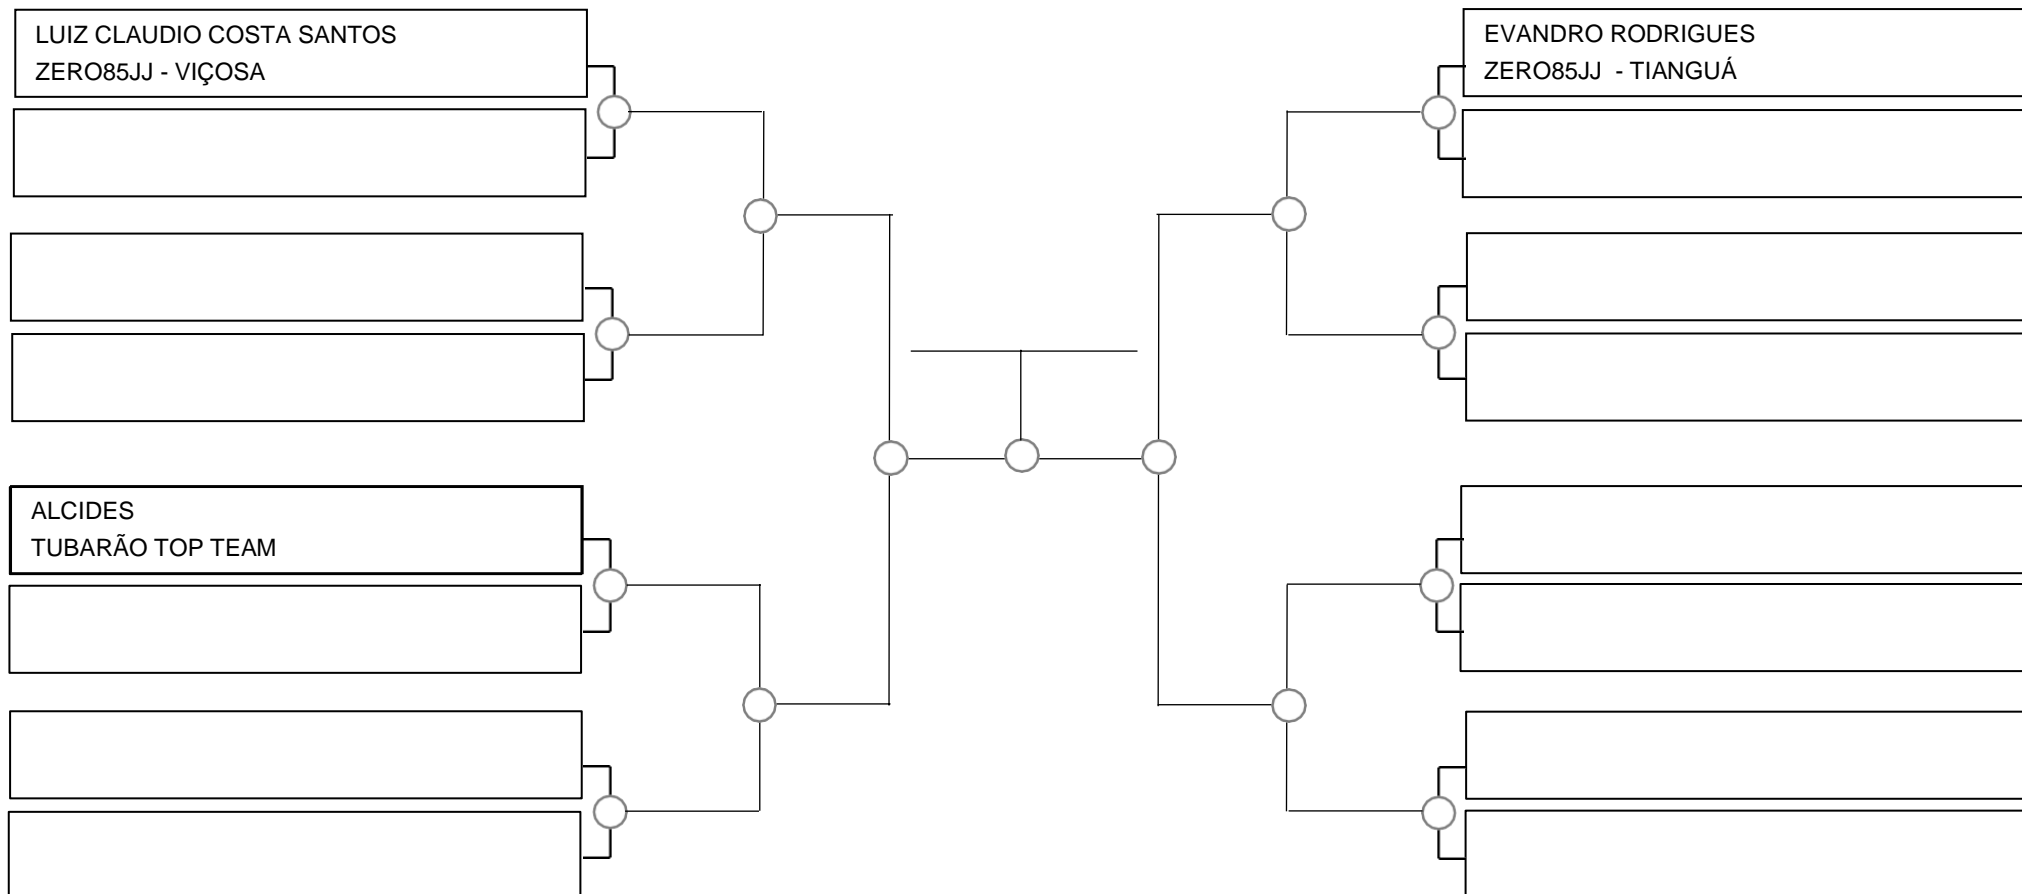 LUIZ CLAUDIO COSTA SANTOS
ZERO85JJ - VIÇOSA
EVANDRO RODRIGUES
ZERO85JJ  - TIANGUÁ
ALCIDES
TUBARÃO TOP TEAM